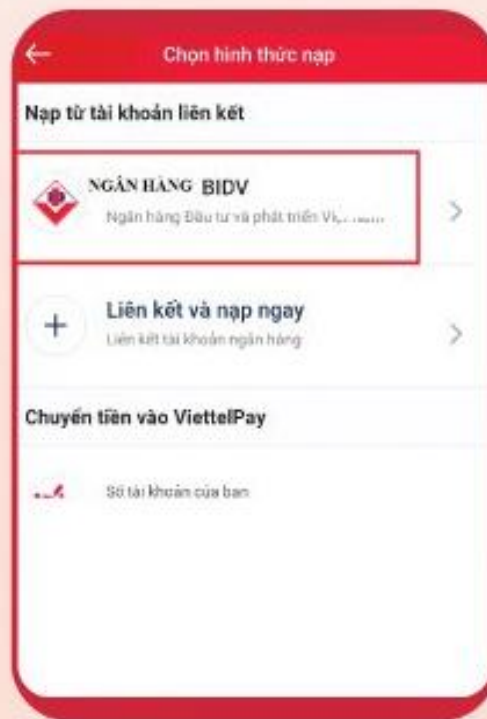 Chọn hình thức nạp
Nạp từ tài khoản liên kết
NGÂN HÀNG BIDV
Ngân hàng Đầu tư và phát triển
Liên kết và nạp ngay
Liên kết tài khoản ngân hàng
Chuyển tiền vào ViettelPay
Số tài khoản của bạn